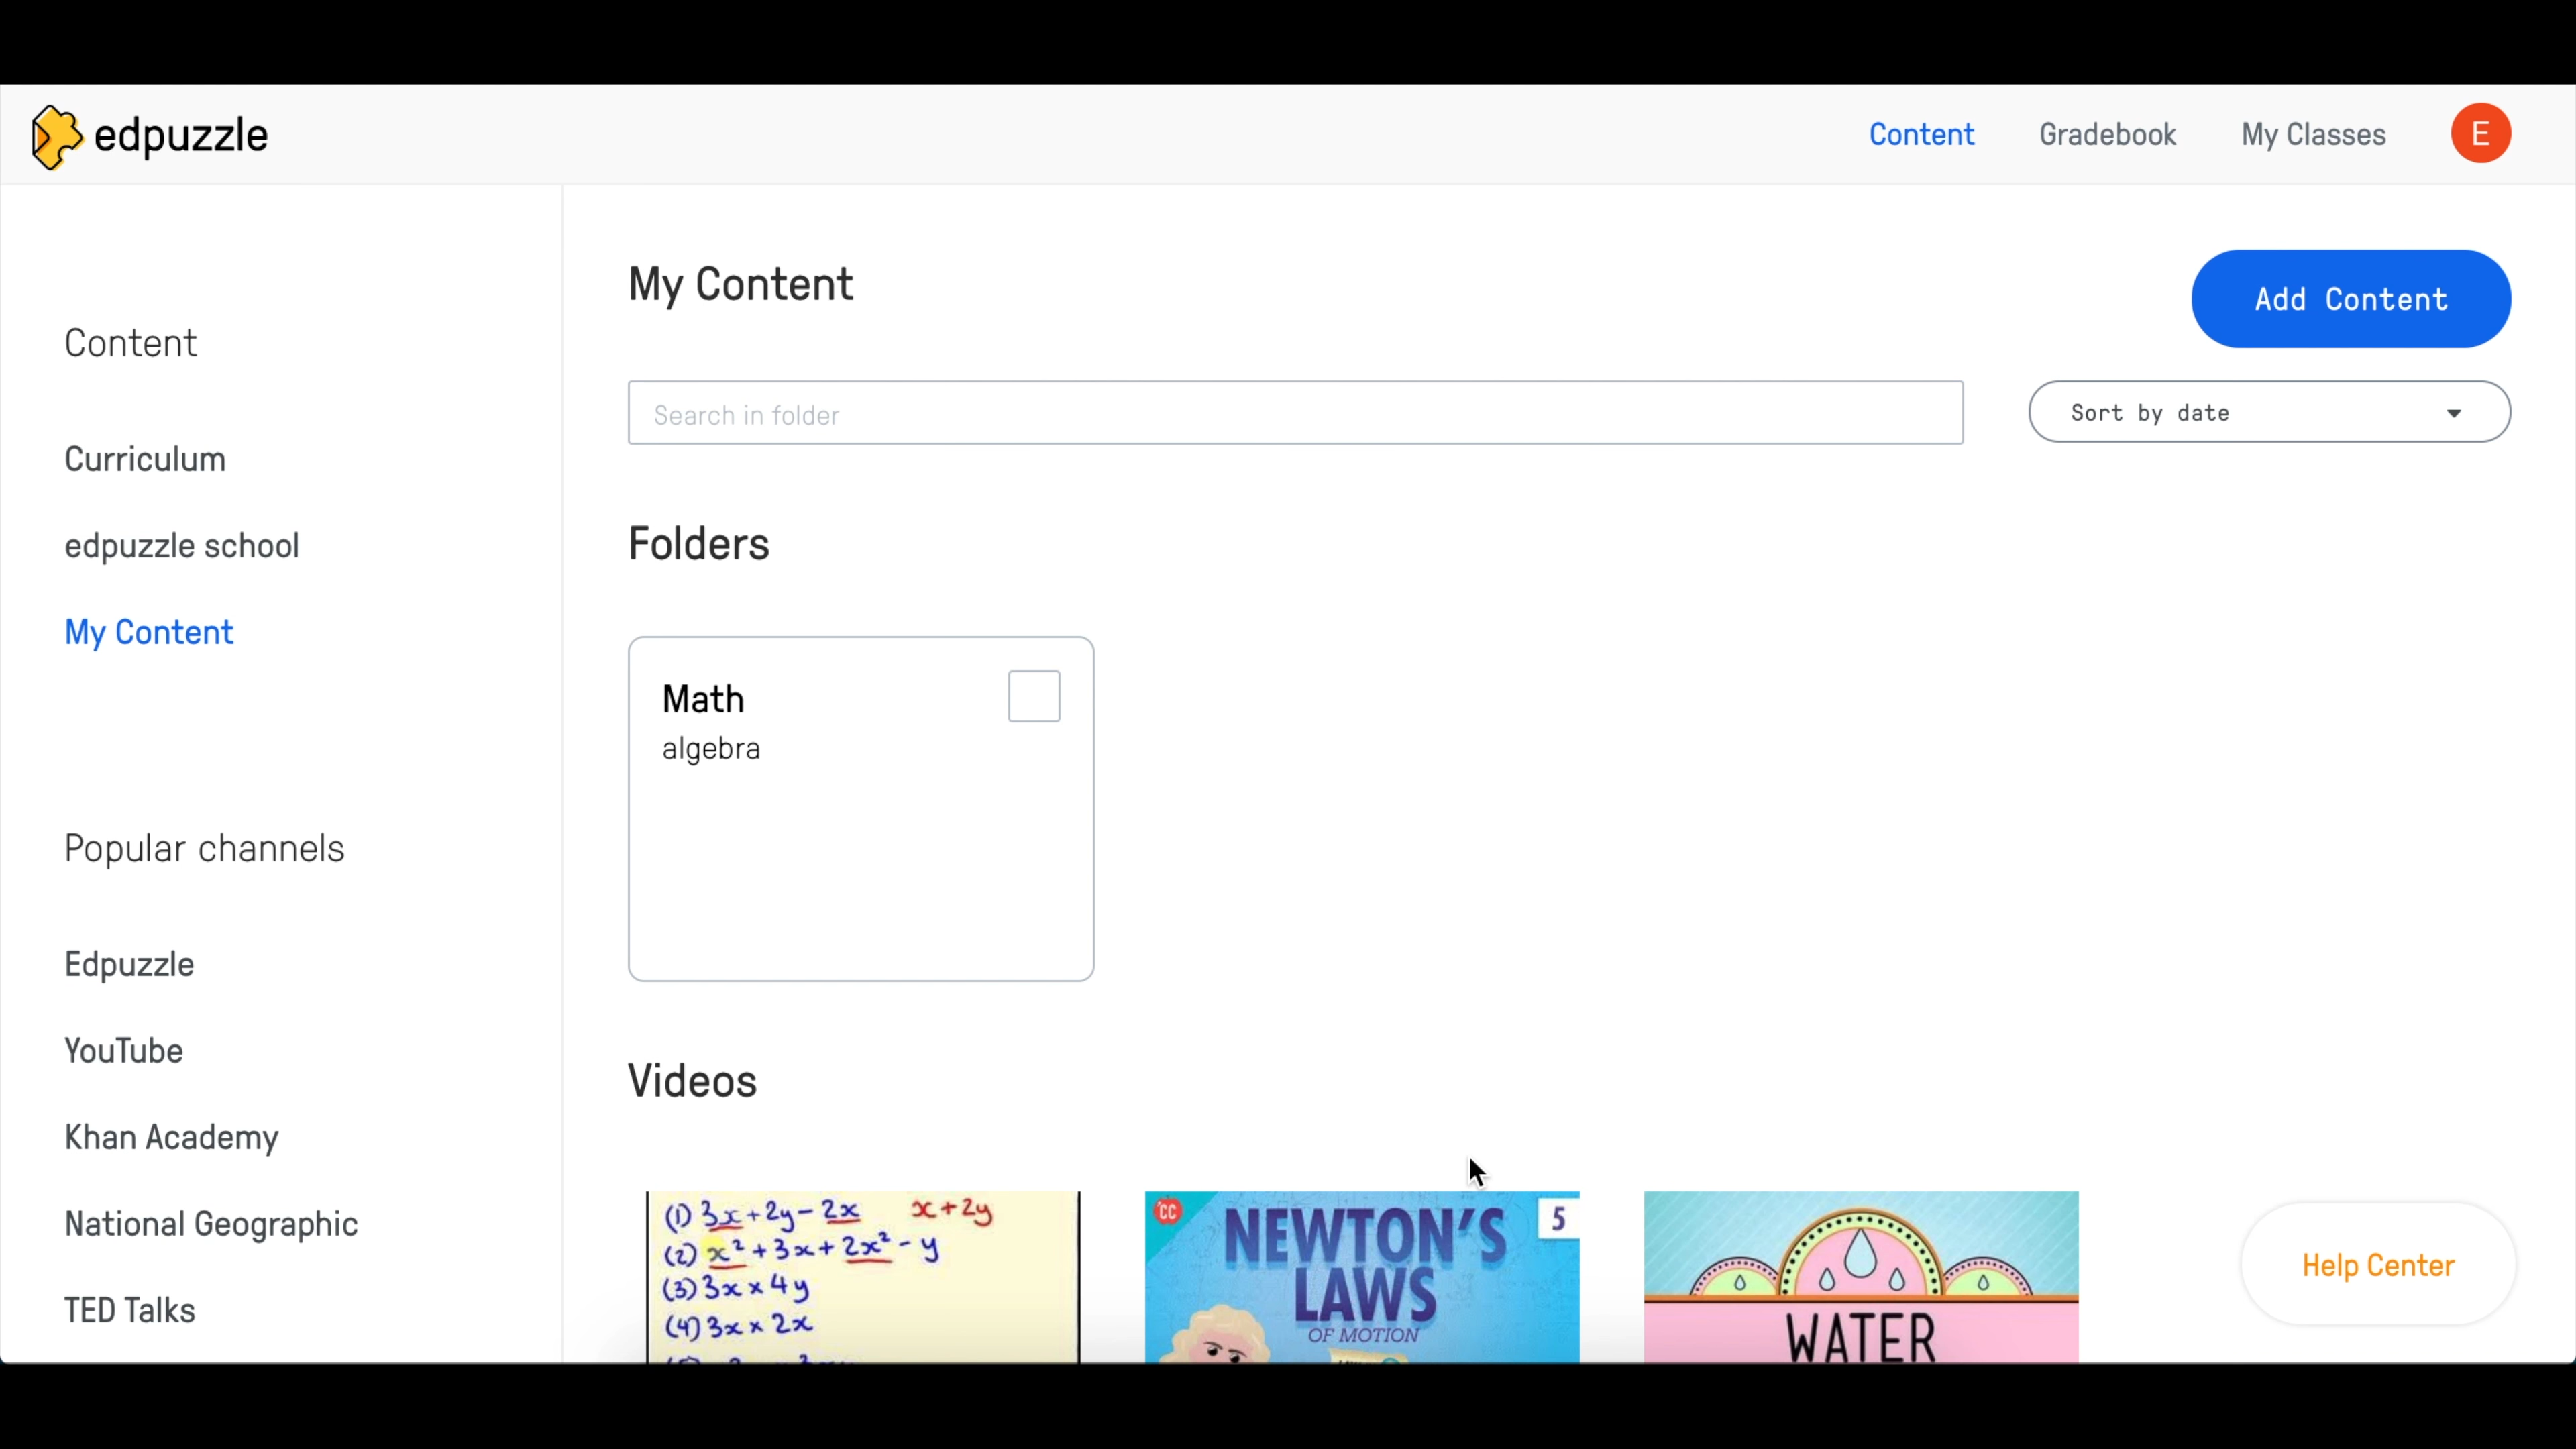 edpuzzle
Content
Gradebook
My Classes
E
Content
Curriculum
edpuzzle school
My Content
Popular channels
Edpuzzle
YouTube
Khan Academy
National Geographic
TED Talks
My Content
Add Content
Search in folder
Sort by date
Folders
Math
algebra
Videos
(1) 3x + 2y - 2x x + 2y
(2) x² + 3x + 2x² - y
(3) 3x × 4y
(4) 3x × 2x
CC
NEWTON'S
LAWS
OF MOTION
5
WATER
Help Center